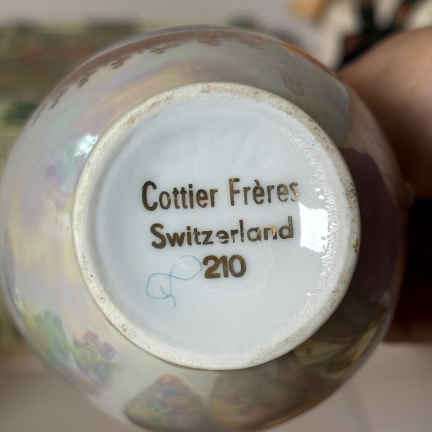 Cottier Frères
Switzerland
210